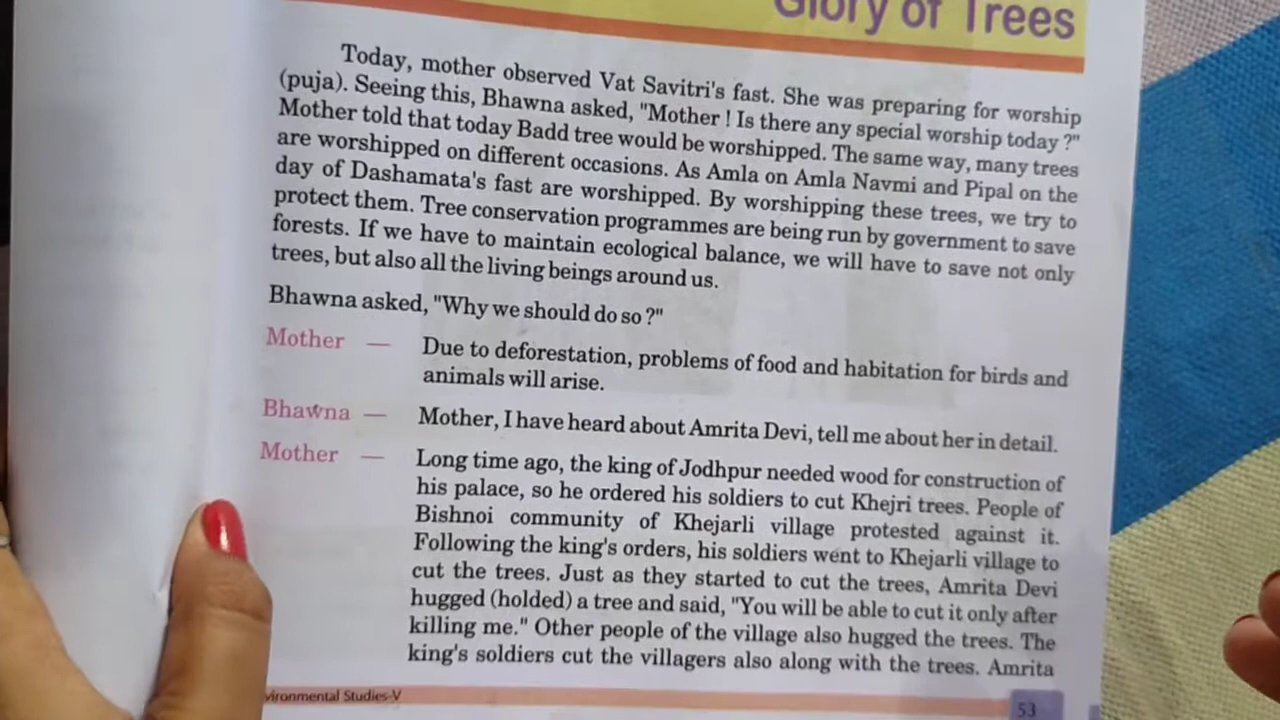 Glory of Trees
Today, mother observed Vat Savitri's fast. She was preparing for worship
(puja). Seeing this, Bhawna asked, "Mother ! Is there any special worship today ?"
Mother told that today Badd tree would be worshipped. The same way, many trees
are worshipped on different occasions. As Amla on Amla Navmi and Pipal on the
day of Dashamata's fast are worshipped. By worshipping these trees, we try to
protect them. Tree conservation programmes are being run by government to save
forests. If we have to maintain ecological balance, we will have to save not only
trees, but also all the living beings around us.
Bhawna asked, "Why we should do so ?"
Mother — Due to deforestation, problems of food and habitation for birds and
animals will arise.
Bhawna — Mother, I have heard about Amrita Devi, tell me about her in detail.
Mother — Long time ago, the king of Jodhpur needed wood for construction of
his palace, so he ordered his soldiers to cut Khejri trees. People of
Bishnoi community of Khejarli village protested against it.
Following the king's orders, his soldiers went to Khejarli village to
cut the trees. Just as they started to cut the trees, Amrita Devi
hugged (holded) a tree and said, "You will be able to cut it only after
killing me." Other people of the village also hugged the trees. The
king's soldiers cut the villagers also along with the trees. Amrita
vironmental Studies-V
53